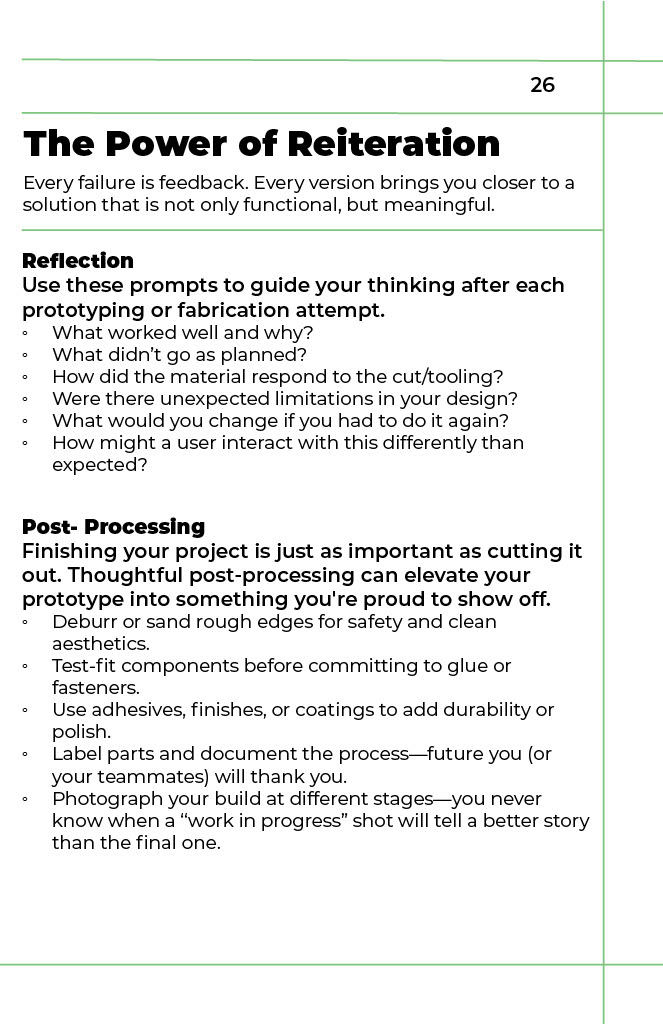 26
The Power of Reiteration
Every failure is feedback. Every version brings you closer to a
solution that is not only functional, but meaningful.
Reflection
Use these prompts to guide your thinking after each
prototyping or fabrication attempt.
◦ What worked well and why?
◦ What didn’t go as planned?
◦ How did the material respond to the cut/tooling?
◦ Were there unexpected limitations in your design?
◦ What would you change if you had to do it again?
◦ How might a user interact with this differently than
expected?
Post- Processing
Finishing your project is just as important as cutting it
out. Thoughtful post-processing can elevate your
prototype into something you're proud to show off.
◦ Deburr or sand rough edges for safety and clean
aesthetics.
◦ Test-fit components before committing to glue or
fasteners.
◦ Use adhesives, finishes, or coatings to add durability or
polish.
◦ Label parts and document the process—future you (or
your teammates) will thank you.
◦ Photograph your build at different stages—you never
know when a “work in progress” shot will tell a better story
than the final one.